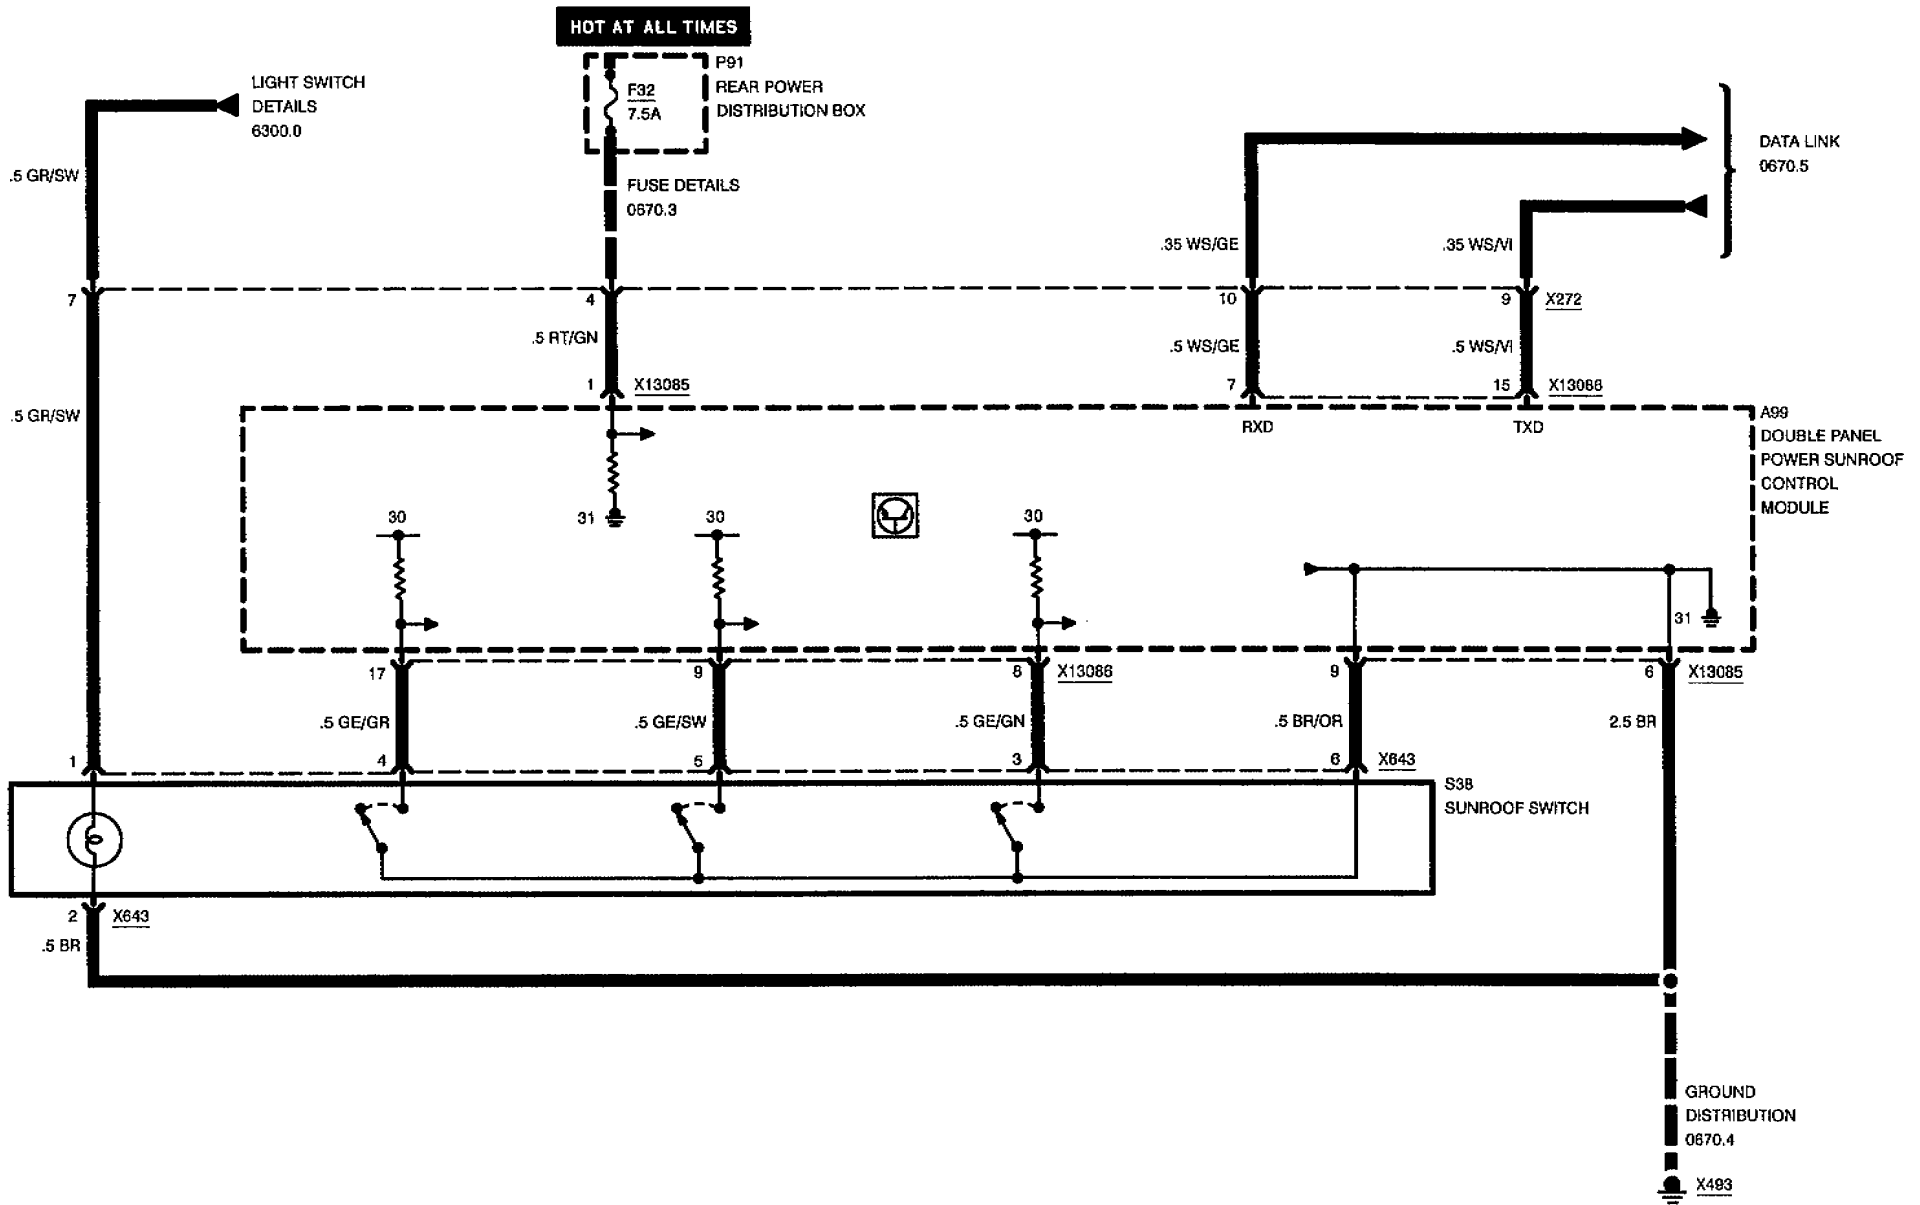 HOT AT ALL TIMES
P91
REAR POWER
DISTRIBUTION BOX
F32
7.5A
LIGHT SWITCH
DETAILS
6300.0
DATA LINK
0670.5
.5 GR/SW
FUSE DETAILS
0670.3
.35 WS/GE
.35 WS/VI
7
4
10
9
X272
.5 RT/GN
.5 WS/GE
.5 WS/VI
1
X13085
7
15
X13086
.5 GR/SW
RXD
TXD
A99
DOUBLE PANEL
POWER SUNROOF
CONTROL
MODULE
30
31
30
30
31
17
9
8
X13086
9
6
X13085
.5 GE/GR
.5 GE/SW
.5 GE/GN
.5 BR/OR
2.5 BR
1
4
5
3
6
X643
S38
SUNROOF SWITCH
2
X643
.5 BR
GROUND
DISTRIBUTION
0670.4
X493